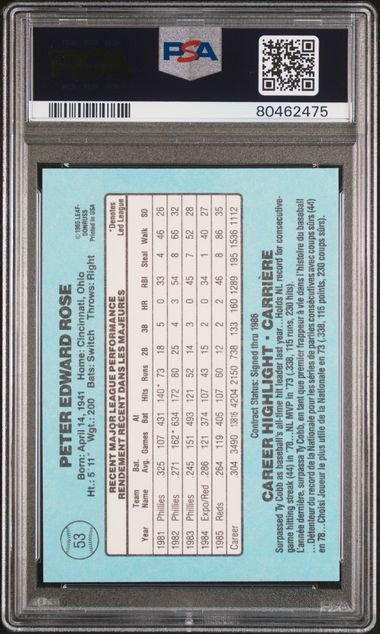 PSA
80462475
53
PETER EDWARD ROSE
Born: April 14, 1941 Home: Cincinnati, Ohio
Ht.: 5'11" Wgt.: 200 Bats: Switch Throws: Right
©1986 LEAF-
DONRUSS
Printed in USA
RECENT MAJOR LEAGUE PERFORMANCE
RENDEMENT RÉCENT DANS LES MAJEURES
*Denotes
Led League
Year Team Name Bat. Avg. Games At Bat Hits Runs 2B 3B HR RBI Steal Walk SO
1981 Phillies .325 107 431 140* 73 18 5 0 33 4 46 26
1982 Phillies .271 162* 634 172 80 25 4 3 54 8 66 32
1983 Phillies .245 151 493 121 52 14 3 0 45 7 52 28
1984 Expo/Red .286 121 374 107 43 15 2 0 34 1 40 27
1985 Reds .264 119 405 107 60 12 2 2 46 8 86 35
Career .304 3490 13816 4204 2150 738 133 160 1289 195 1536 1112
Contract Status: Signed thru 1986
CAREER HIGHLIGHT • CARRIÈRE
Surpassed Ty Cobb as baseball's all-time hit leader last year...Holds NL record for consecutive-
game hitting streak (44) in '78... NL MVP in '73 (.338, 115 runs, 230 hits).
L'année dernière, surpassa Ty Cobb, en tant que premier frappeur à vie dans l'histoire du baseball
...Détenteur du record de la Nationale pour les séries de parties consécutives avec coups sûrs (44)
en 78... Choisi Joueur le plus utile de la Nationale en 73 (.338, 115 points, 230 coups sûrs).